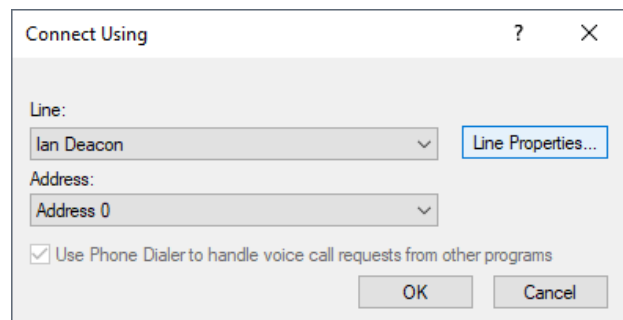 Connect Using ?
Line:
Ian Deacon Line Properties...
Address:
Address 0
Use Phone Dialer to handle voice call requests from other programs
OK Cancel